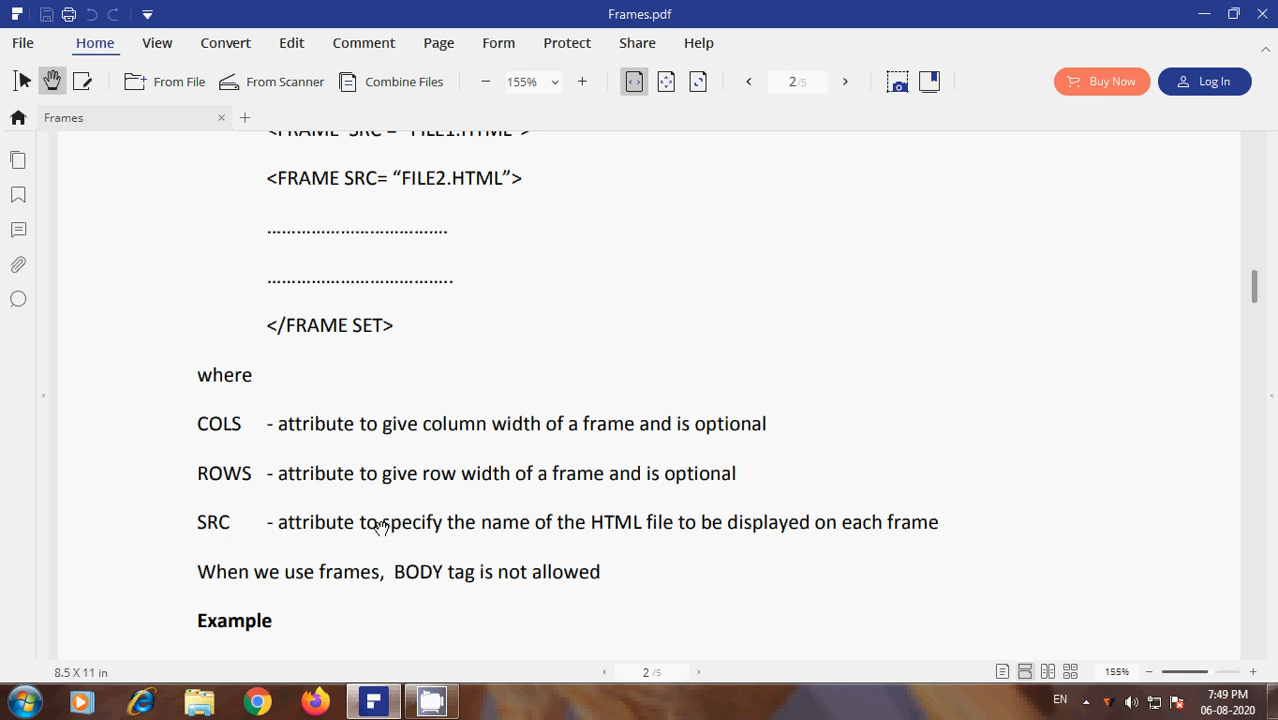 Frames.pdf
File Home View Convert Edit Comment Page Form Protect Share Help
From File From Scanner Combine Files 155% 2/5 Buy Now Log In
Frames
<FRAME SRC = "FILE1.HTML">
<FRAME SRC= “FILE2.HTML”>
……………………………….
………………………………..
</FRAME SET>
where
COLS - attribute to give column width of a frame and is optional
ROWS - attribute to give row width of a frame and is optional
SRC - attribute to specify the name of the HTML file to be displayed on each frame
When we use frames, BODY tag is not allowed
Example
8.5 X 11 in 2/5 155%
EN 7:49 PM
06-08-2020